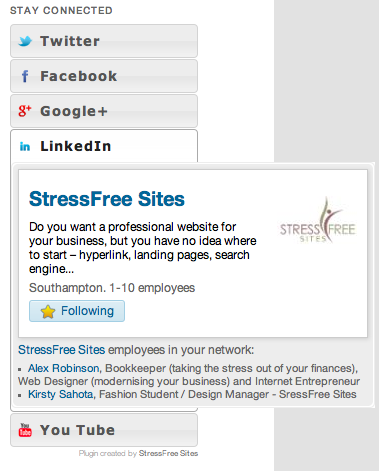 STAY CONNECTED
Twitter
Facebook
Google+
LinkedIn
StressFree Sites
Do you want a professional website for
your business, but you have no idea where
to start – hyperlink, landing pages, search
engine...
STRESS FREE
SITES
Southampton. 1-10 employees
Following
StressFree Sites employees in your network:
Alex Robinson, Bookkeeper (taking the stress out of your finances),
Web Designer (modernising your business) and Internet Entrepreneur
Kirsty Sahota, Fashion Student / Design Manager - SressFree Sites
You Tube
Plugin created by StressFree Sites